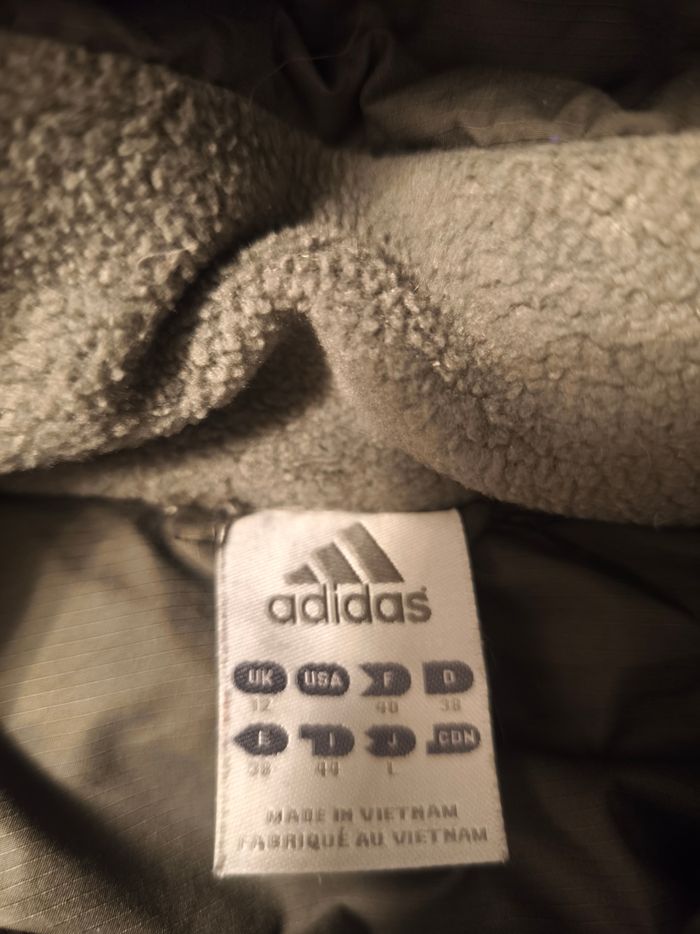 adidas
UK USA F D
12 40 38
E I J CDN
38 44 L
MADE IN VIETNAM
FABRIQUÉ AU VIETNAM